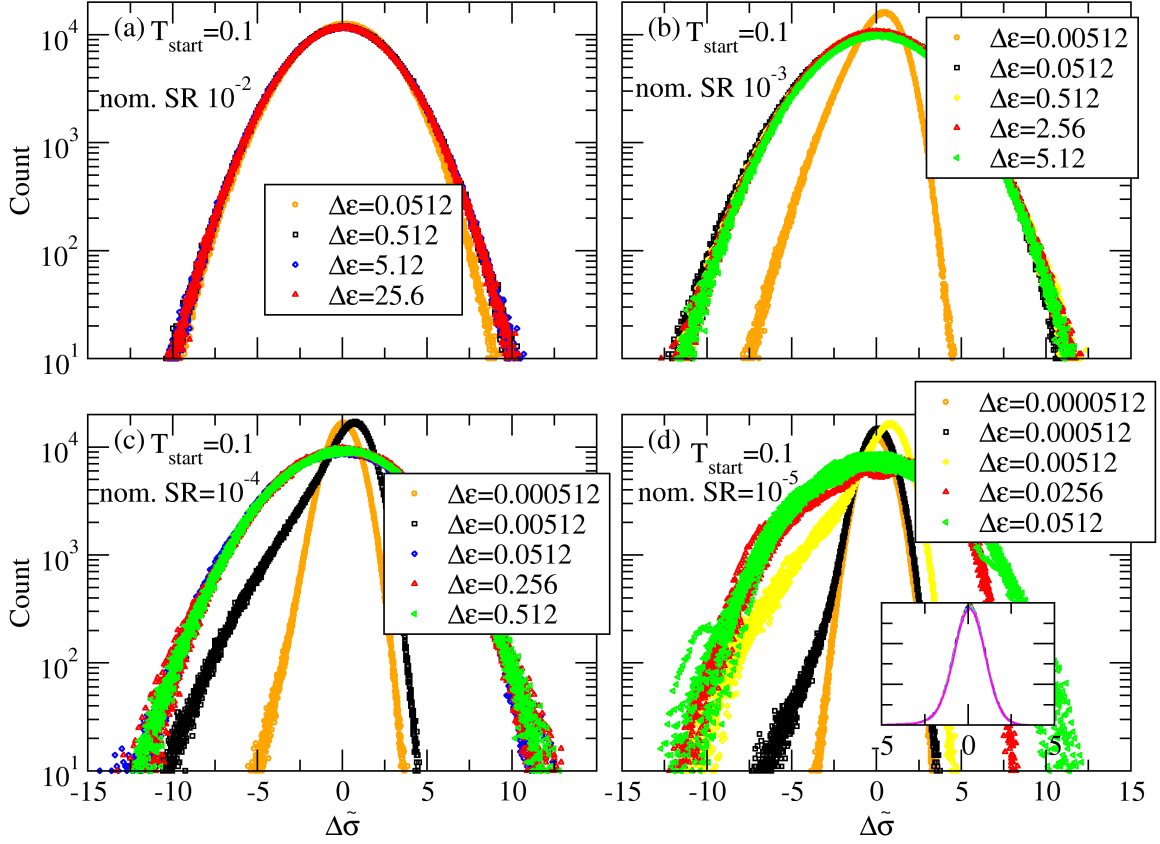 (a) T_start=0.1
nom. SR 10^-2
Count
10^4
10^3
10^2
10^1
Δε=0.0512
Δε=0.512
Δε=5.12
Δε=25.6
(b) T_start=0.1
nom. SR 10^-3
Δε=0.00512
Δε=0.0512
Δε=0.512
Δε=2.56
Δε=5.12
(c) T_start=0.1
nom. SR=10^-4
Count
10^4
10^3
10^2
10^1
Δε=0.000512
Δε=0.00512
Δε=0.0512
Δε=0.256
Δε=0.512
-15 -10 -5 0 5 10
Δσ̃
(d) T_start=0.1
nom. SR=10^-5
Δε=0.0000512
Δε=0.000512
Δε=0.00512
Δε=0.0256
Δε=0.0512
-5 0 5
-15 -10 -5 0 5 10 15
Δσ̃